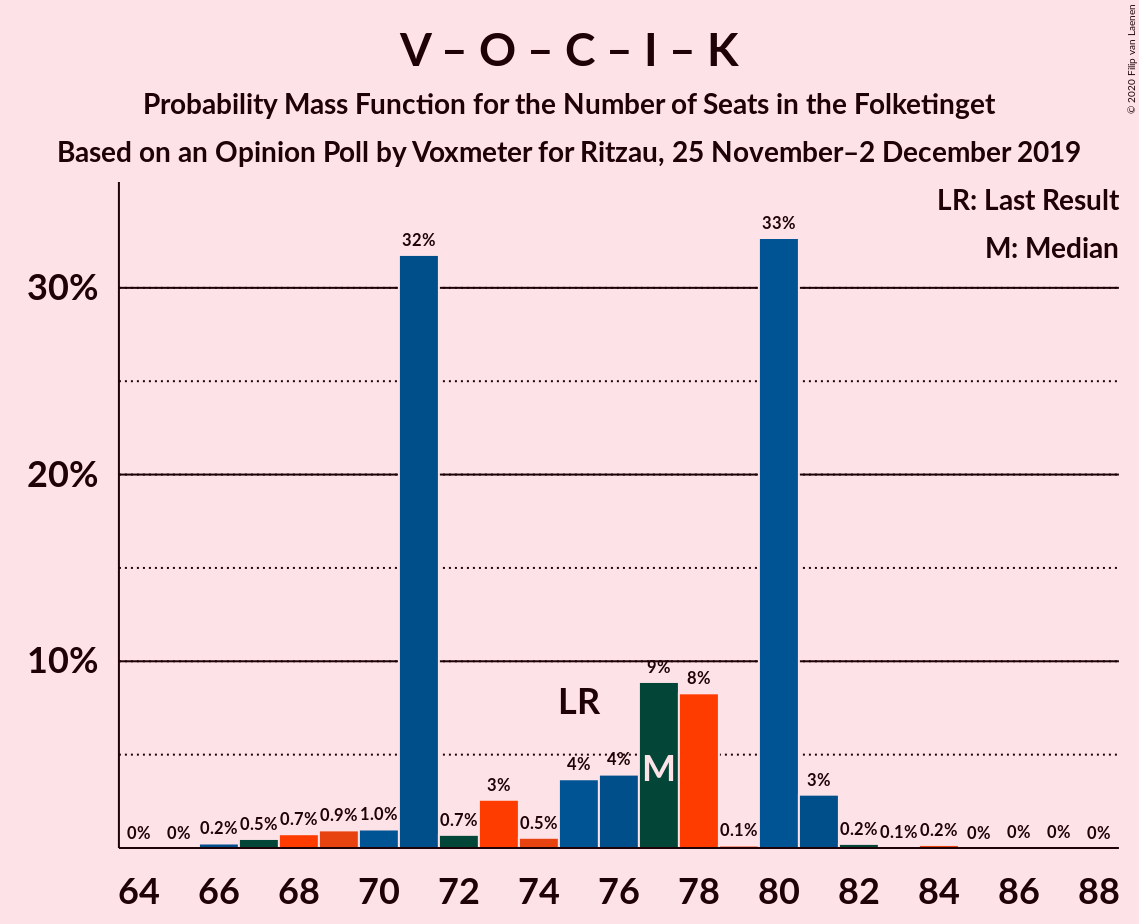 V – O – C – I – K
Probability Mass Function for the Number of Seats in the Folketinget
Based on an Opinion Poll by Voxmeter for Ritzau, 25 November–2 December 2019
© 2020 Filip van Laenen
LR: Last Result
M: Median
30%
20%
10%
0% 0% 0.2% 0.5% 0.7% 0.9% 1.0% 32% 0.7% 3% 0.5% 4% 4% 9% 8% 0.1% 33% 3% 0.2% 0.1% 0.2% 0% 0% 0% 0%
LR
M
64 66 68 70 72 74 76 78 80 82 84 86 88